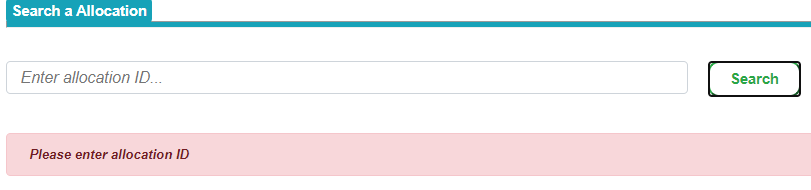 Search a Allocation
Enter allocation ID...
Search
Please enter allocation ID